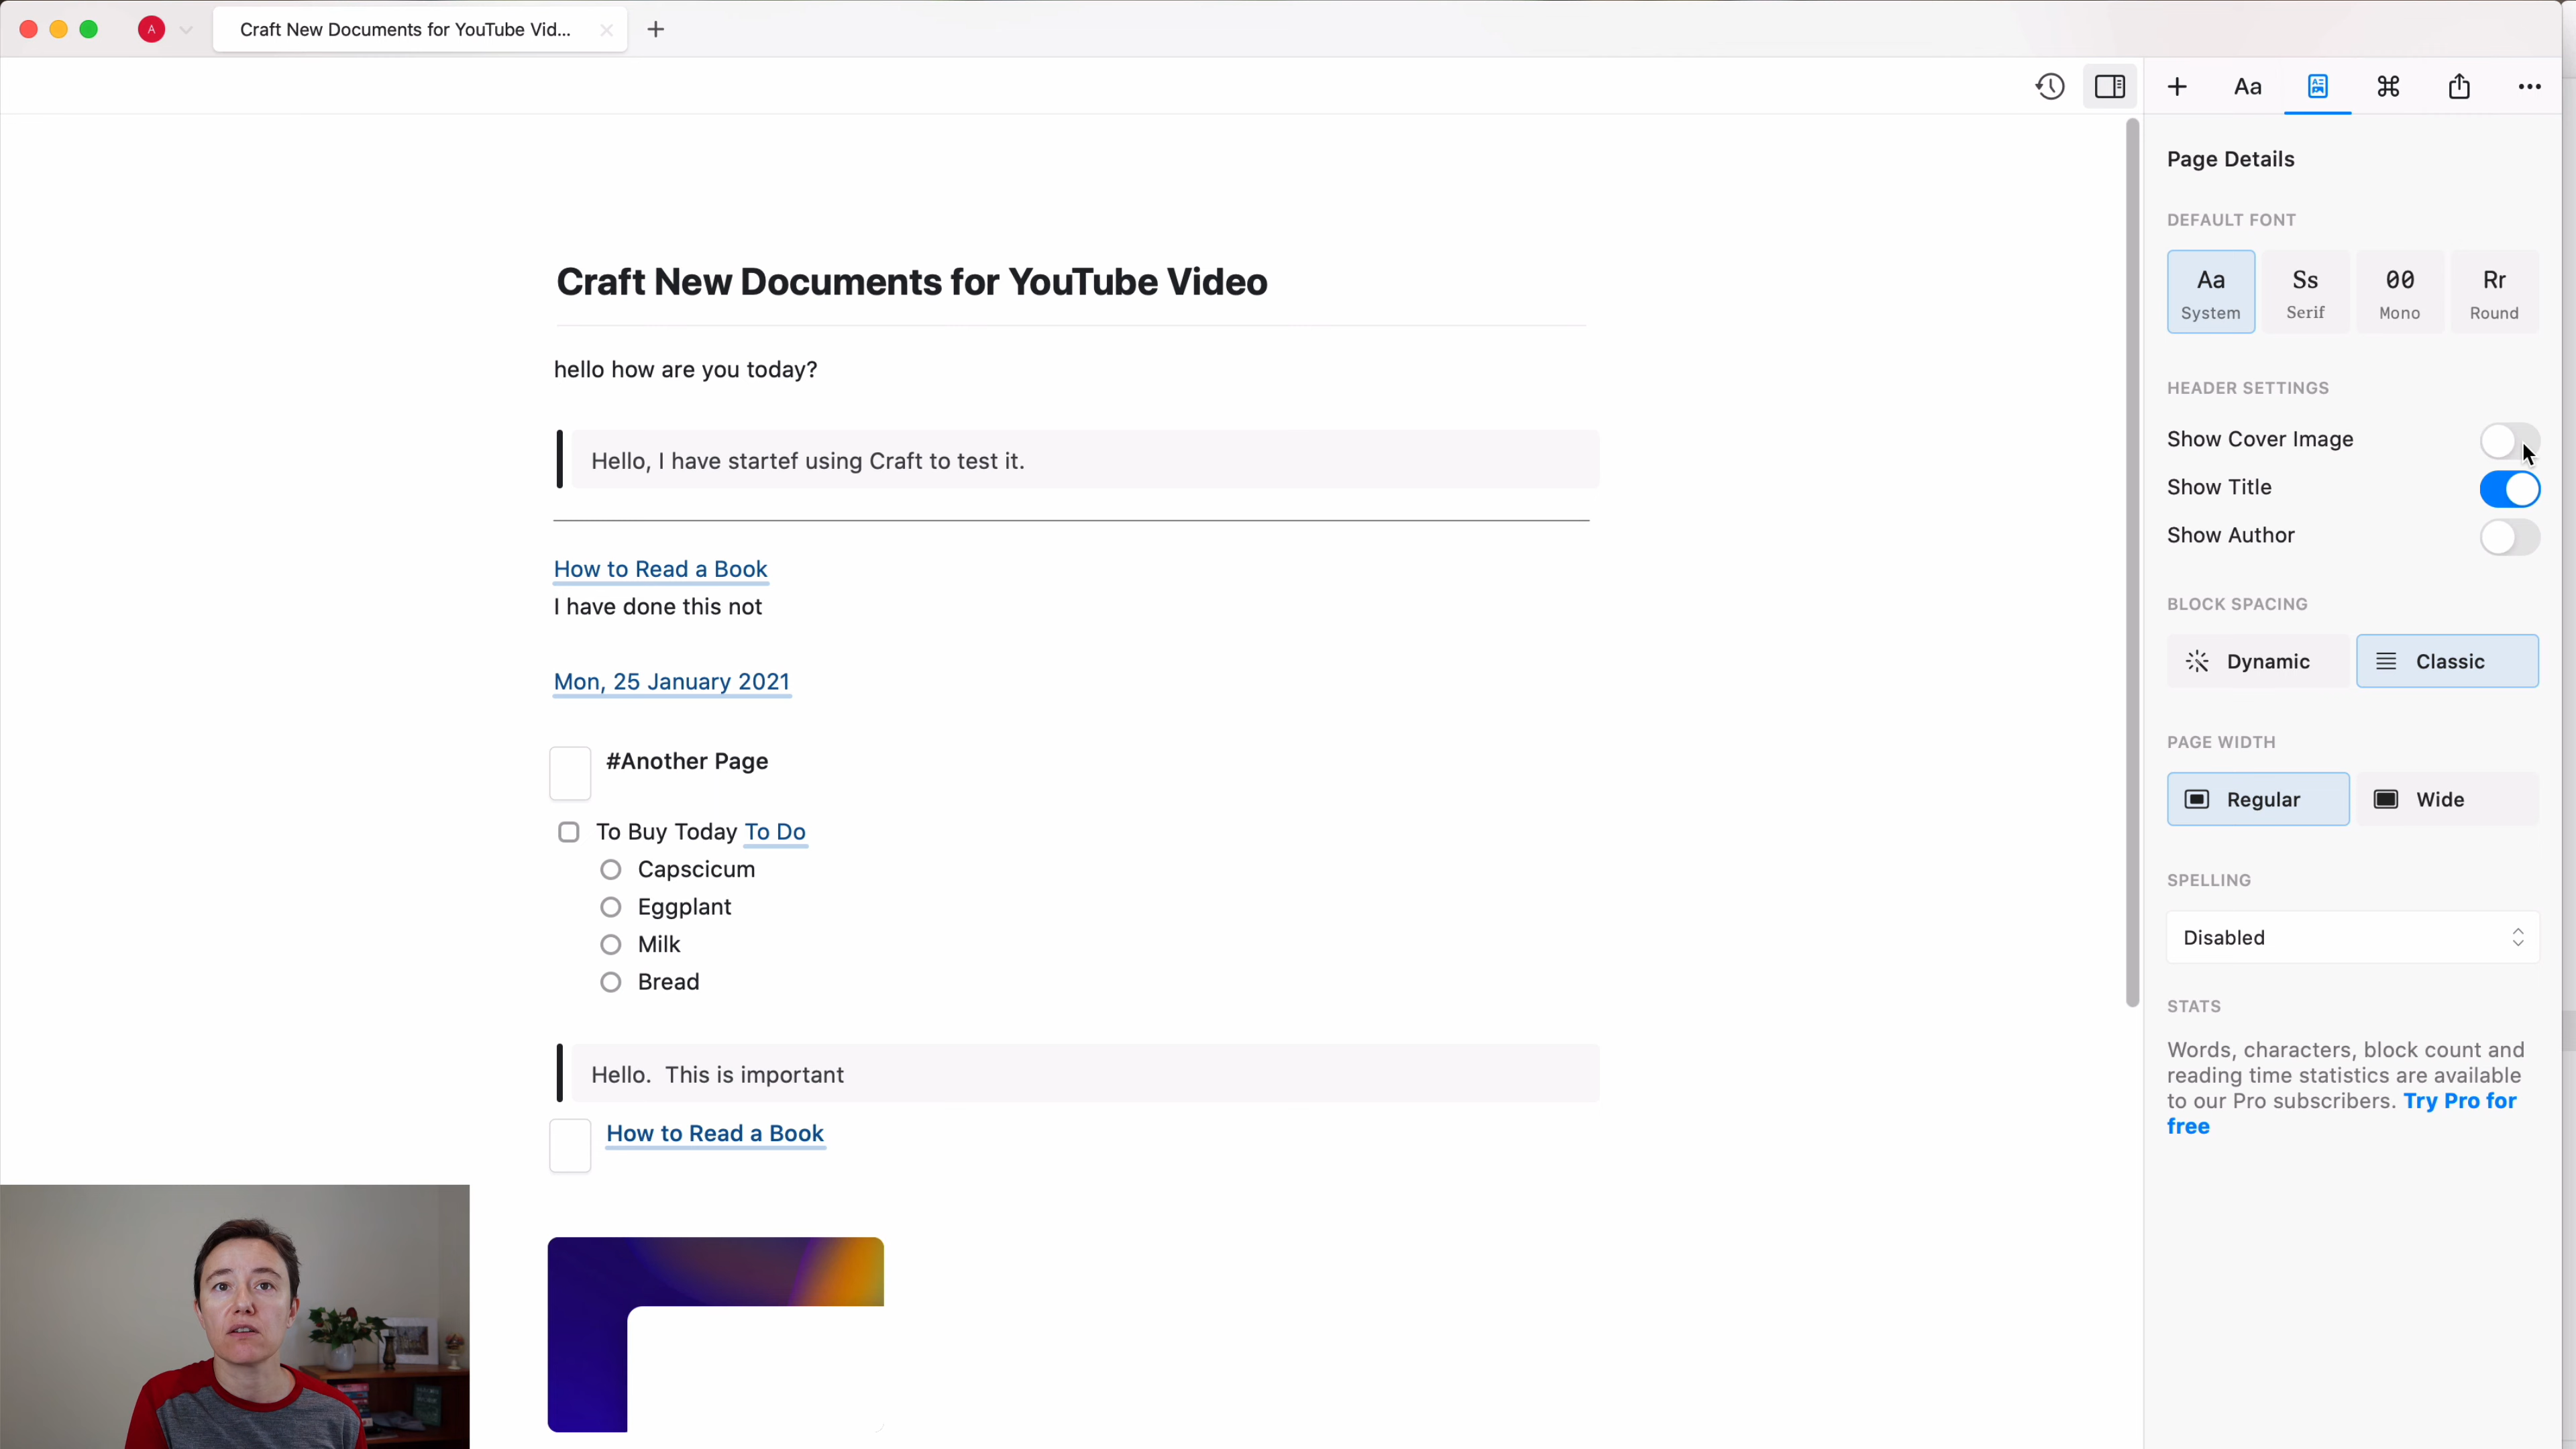 A
Craft New Documents for YouTube Vid...
Aa
Page Details
DEFAULT FONT
Aa Ss 00 Rr
System Serif Mono Round
HEADER SETTINGS
Show Cover Image
Show Title
Show Author
BLOCK SPACING
Dynamic Classic
PAGE WIDTH
Regular Wide
SPELLING
Disabled
STATS
Words, characters, block count and
reading time statistics are available
to our Pro subscribers. Try Pro for
free
Craft New Documents for YouTube Video
hello how are you today?
Hello, I have startef using Craft to test it.
How to Read a Book
I have done this not
Mon, 25 January 2021
#Another Page
To Buy Today To Do
Capscicum
Eggplant
Milk
Bread
Hello.  This is important
How to Read a Book